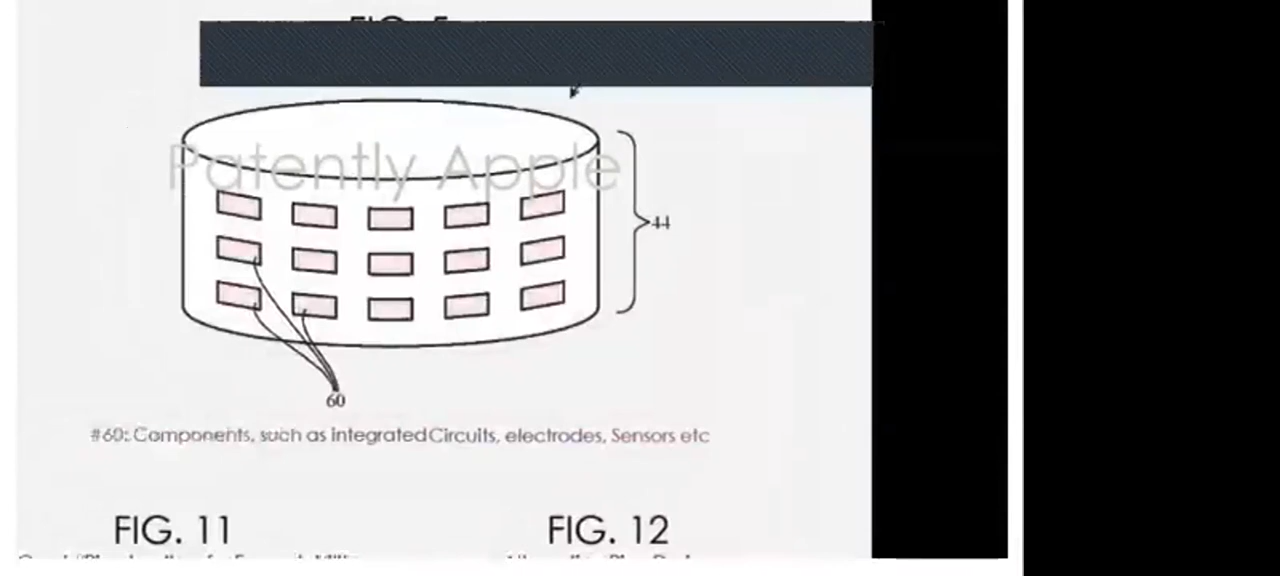 Patently Apple
44
60
#60: Components, such as integrated Circuits, electrodes, Sensors etc
FIG. 11 FIG. 12